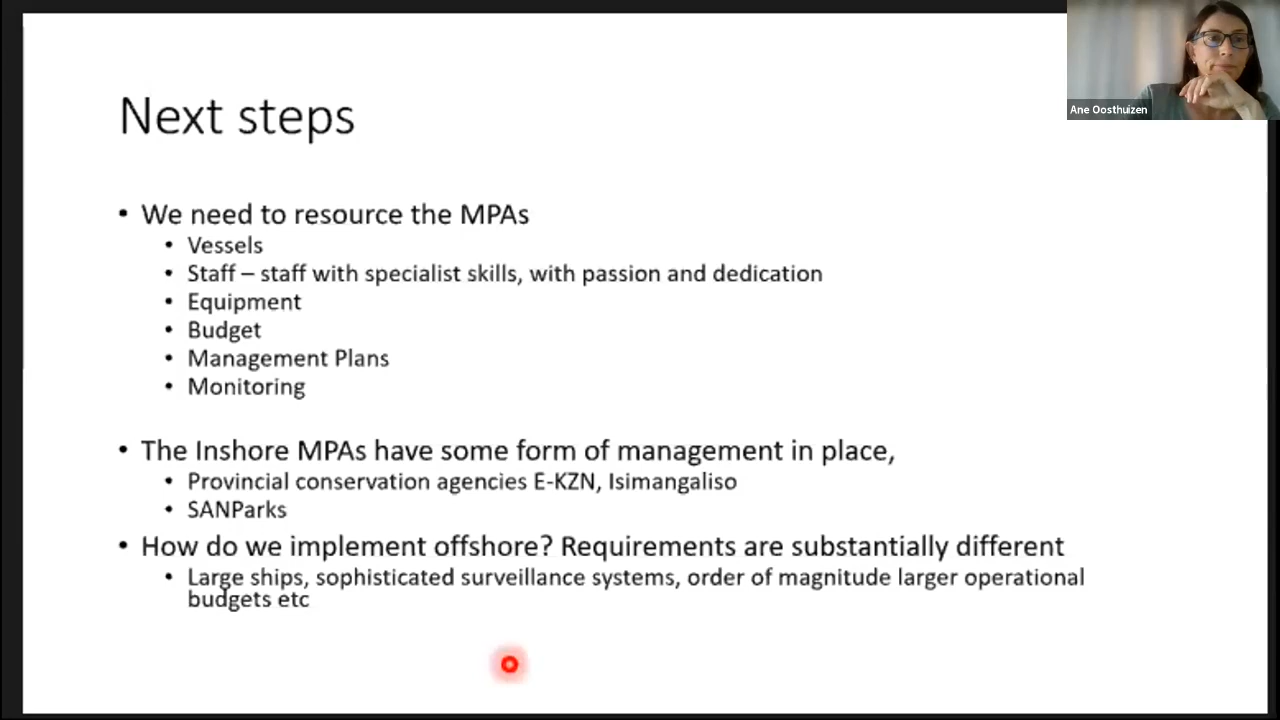 Next steps
• We need to resource the MPAs
• Vessels
• Staff – staff with specialist skills, with passion and dedication
• Equipment
• Budget
• Management Plans
• Monitoring
• The Inshore MPAs have some form of management in place,
• Provincial conservation agencies E-KZN, Isimangaliso
• SANParks
• How do we implement offshore? Requirements are substantially different
• Large ships, sophisticated surveillance systems, order of magnitude larger operational
budgets etc
Ane Oosthuizen